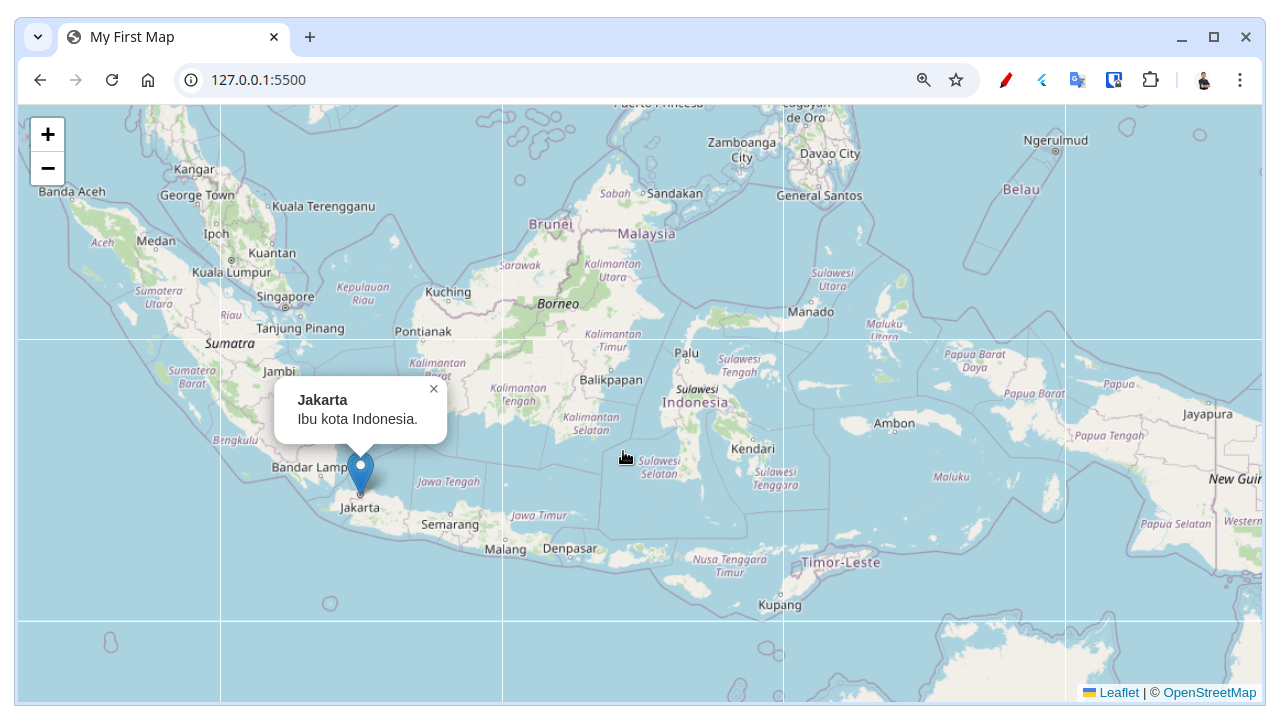 My First Map
127.0.0.1:5500
+
−
de Oro
Zamboanga
City
Davao City
General Santos
Ngerulmud
Belau
Kangar
Banda Aceh
George Town
Kuala Terengganu
Sabah
Sandakan
Brunei
Malaysia
Ipoh
Aceh
Medan
Kuantan
Kuala Lumpur
Sarawak
Kalimantan
Utara
Sulawesi
Utara
Sumatera
Utara
Singapore
Kepulauan
Riau
Kuching
Borneo
Manado
Riau
Tanjung Pinang
Pontianak
Maluku
Utara
Sumatra
Kalimantan
Timur
Palu
Sulawesi
Tengah
Papua Barat
Daya
Sumatera
Barat
Jambi
Kalimantan
Barat
Balikpapan
Kalimantan
Tengah
Sulawesi
Indonesia
Papua
Papua Barat
Jakarta
×
Ibu kota Indonesia.
Kalimantan
Selatan
Ambon
Jayapura
Bengkulu
Papua Tengah
Kendari
Bandar Lamp
Sulawesi
Selatan
Sulawesi
Tenggara
Maluku
New Guin
Jawa Tengah
Jakarta
Semarang
Jawa Timur
Papua Selatan
Western
Malang
Denpasar
Nusa Tenggara
Timur
Timor-Leste
Kupang
Leaflet | © OpenStreetMap